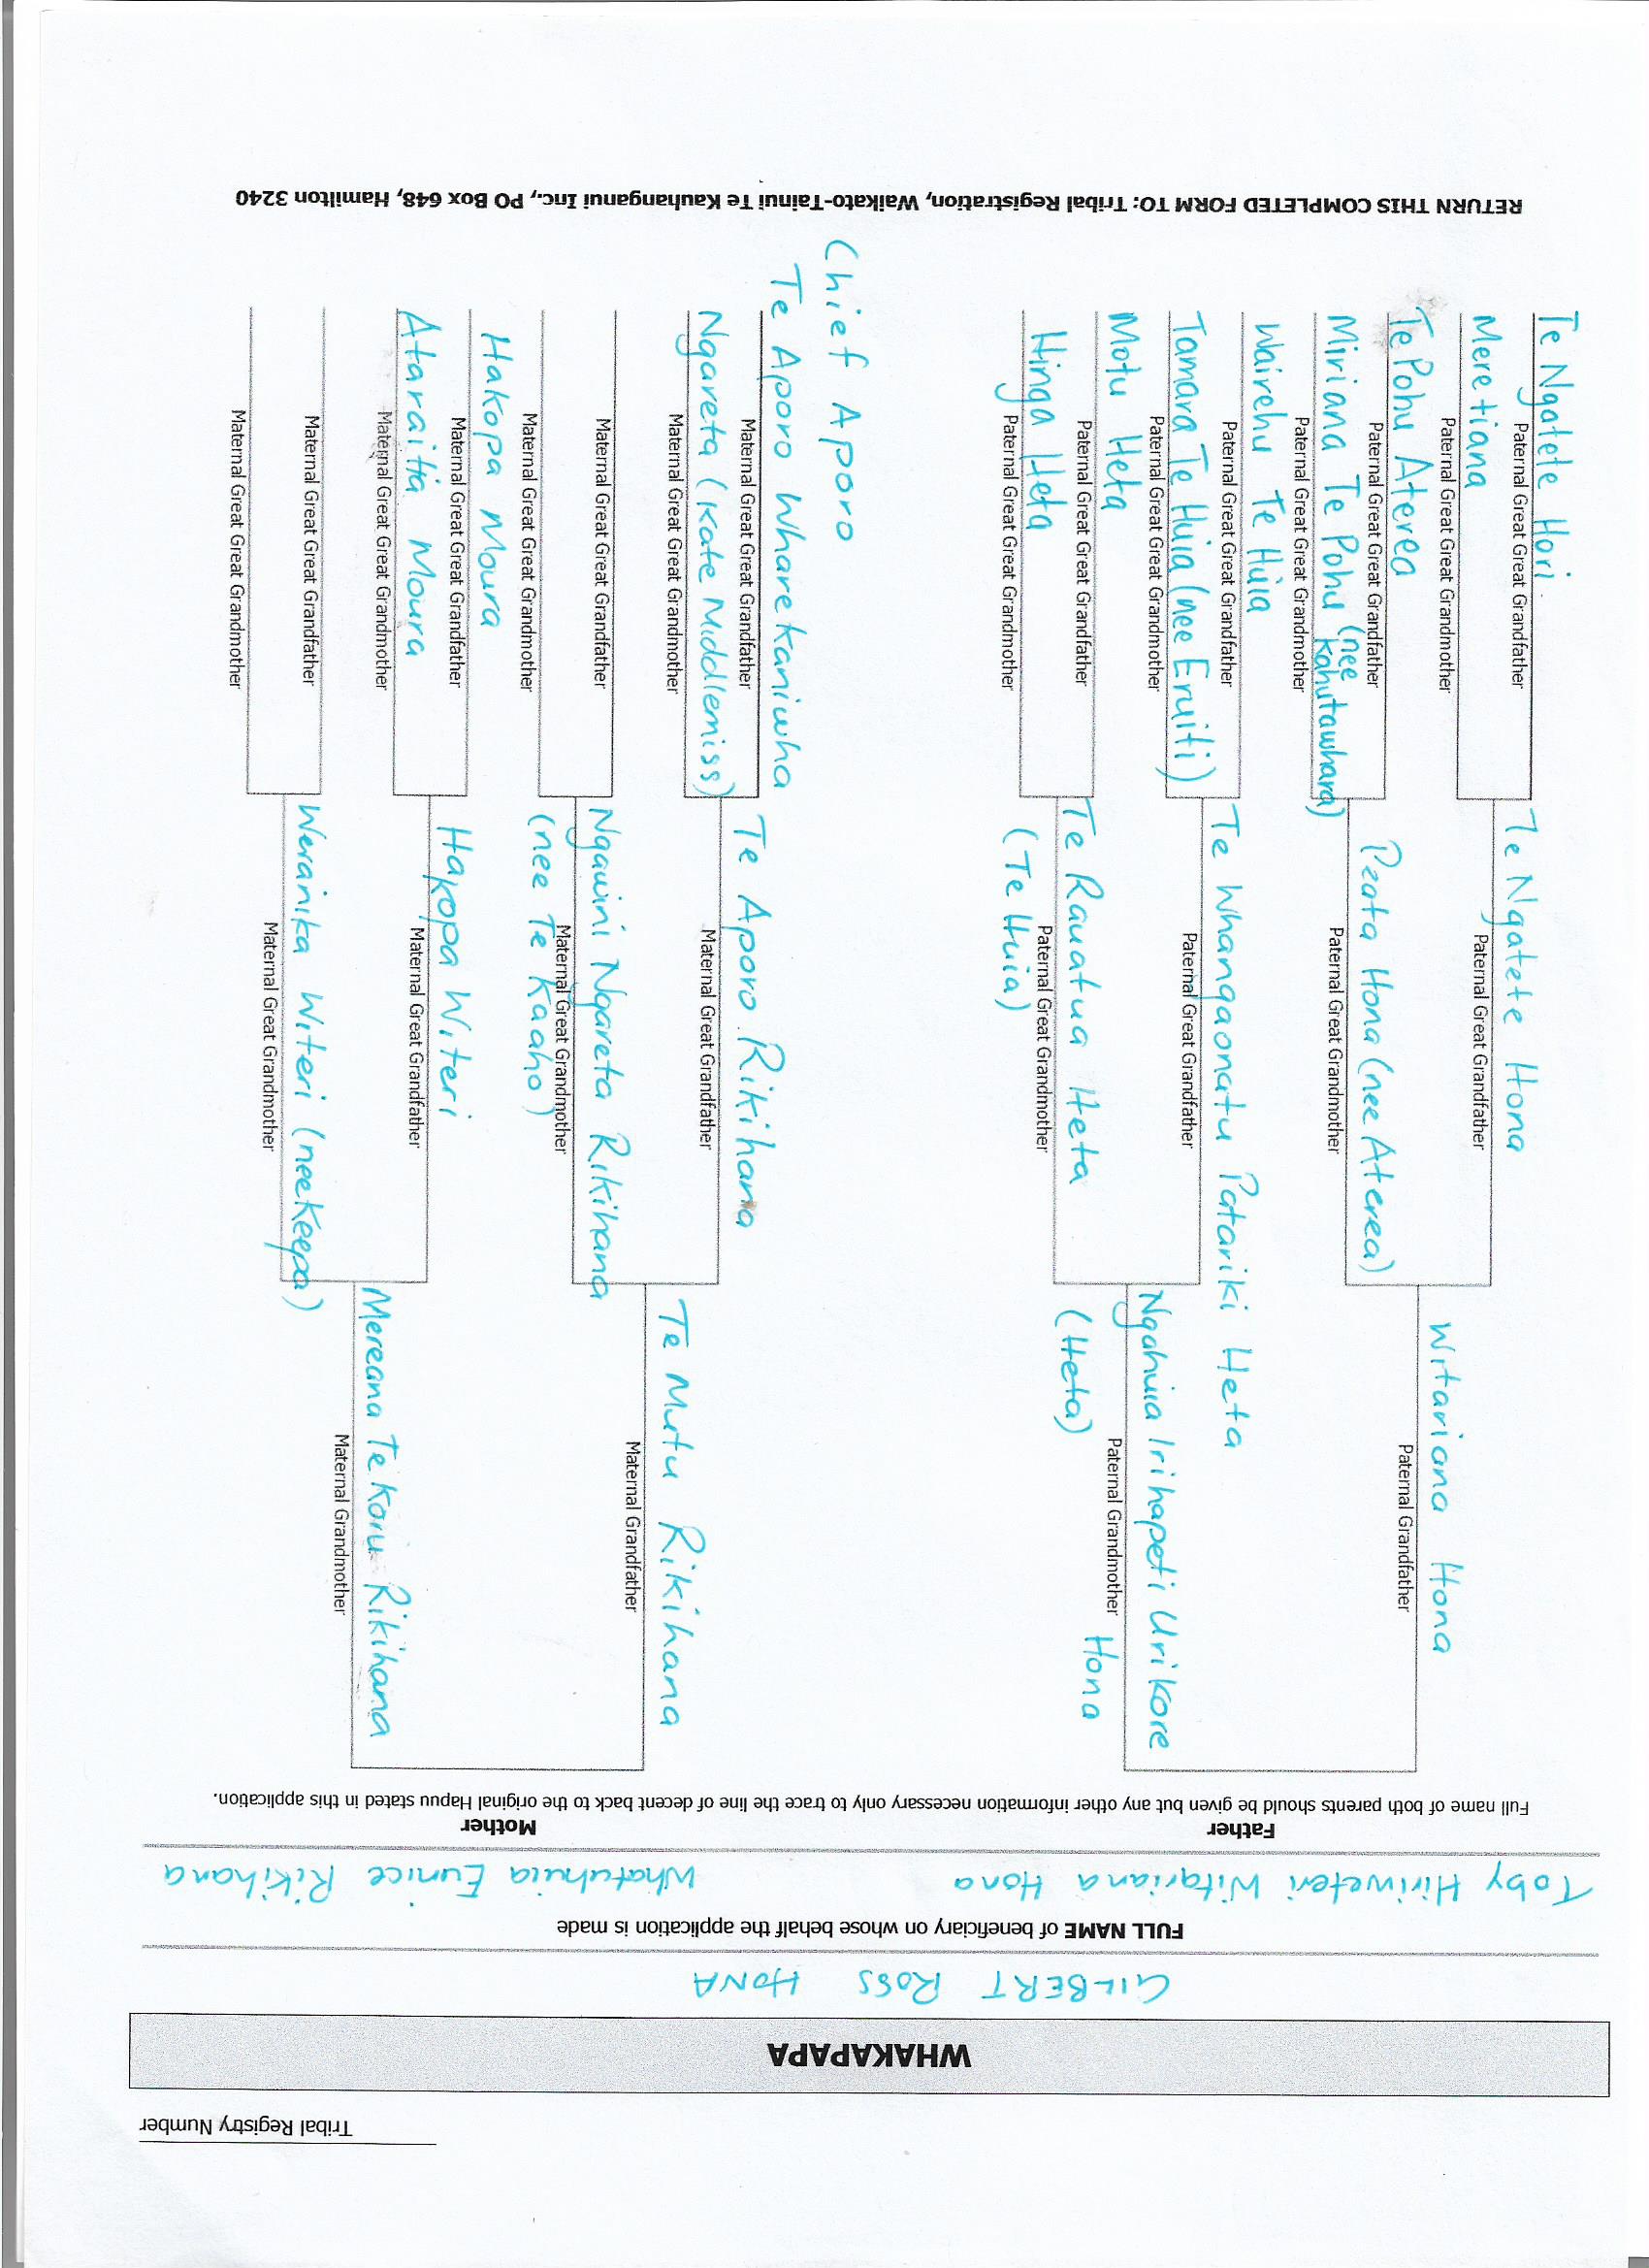 Tribal Registry Number
WHAKAPAPA
GILBERT ROSS HONA
FULL NAME of beneficiary on whose behalf the application is made
Toby Hiriweteri Witariana Hona
Whatuhuia Eunice Rikihana
Father
Mother
Full name of both parents should be given but any other information necessary only to trace the line of decent back to the original Hapuu stated in this application.
Te Ngatete Hori
Paternal Great Great Grandfather
Mere tiana
Paternal Great Great Grandmother
Te Pohu Aterea
Paternal Great Great Grandfather
Miriana Te Pohu (nee
Kahutawhara)
Paternal Great Great Grandmother
Wairehu Te Huia
Paternal Great Great Grandfather
Tamara Te Huia (nee Eruiti)
Paternal Great Great Grandmother
Motu Heta
Paternal Great Great Grandfather
Hinga Heta
Paternal Great Great Grandmother
Te Ngatete Hona
Paternal Great Grandfather
Hona (nee Aterea)
Paternal Great Grandmother
Te Whangaonatu Patariki Heta
Paternal Great Grandfather
Te Rauatua Heta
Paternal Great Grandmother
(Te Huia)
Witariana Hona
Paternal Grandfather
Ngahuia Irihapeti Urikore
Paternal Grandmother
Hona
(Heta)
Chief Aporo
Te Aporo Wharekaniwha
Maternal Great Great Grandfather
Ngareta (Kate Middlemiss)
Maternal Great Great Grandmother
Maternal Great Great Grandfather
Maternal Great Great Grandmother
Hakopa Moura
Maternal Great Great Grandfather
Ataraitia Moura
Maternal Great Great Grandmother
Maternal Great Great Grandfather
Maternal Great Great Grandmother
Te Aporo Rikihana
Maternal Great Grandfather
Ngawini Ngareta Rikihana
Maternal Great Grandmother
(nee Te Kaaho)
Hakopa Witeri
Maternal Great Grandfather
Weranika Witeri (nee Keepa)
Maternal Great Grandmother
Te Mutu Rikihana
Maternal Grandfather
Mereana Te Koru Rikihana
Maternal Grandmother
RETURN THIS COMPLETED FORM TO: Tribal Registration, Waikato-Tainui Te Kauhanganui Inc., PO Box 648, Hamilton 3240